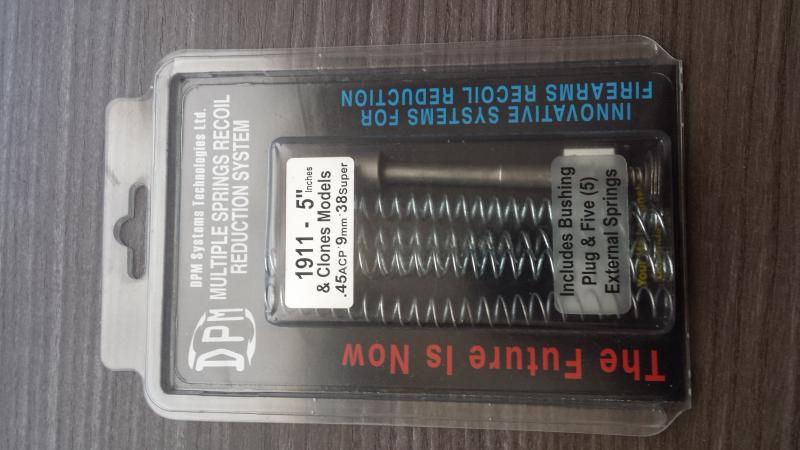 DPM
DPM Systems Technologies Ltd.
MULTIPLE SPRINGS RECOIL
REDUCTION SYSTEM
1911 - 5" Inches
& Clones Models
.45ACP·9mm·38Super
Includes Bushing
Plug & Five (5)
External Springs
INNOVATIVE SYSTEMS FOR
FIREARMS RECOIL REDUCTION
The Future Is Now